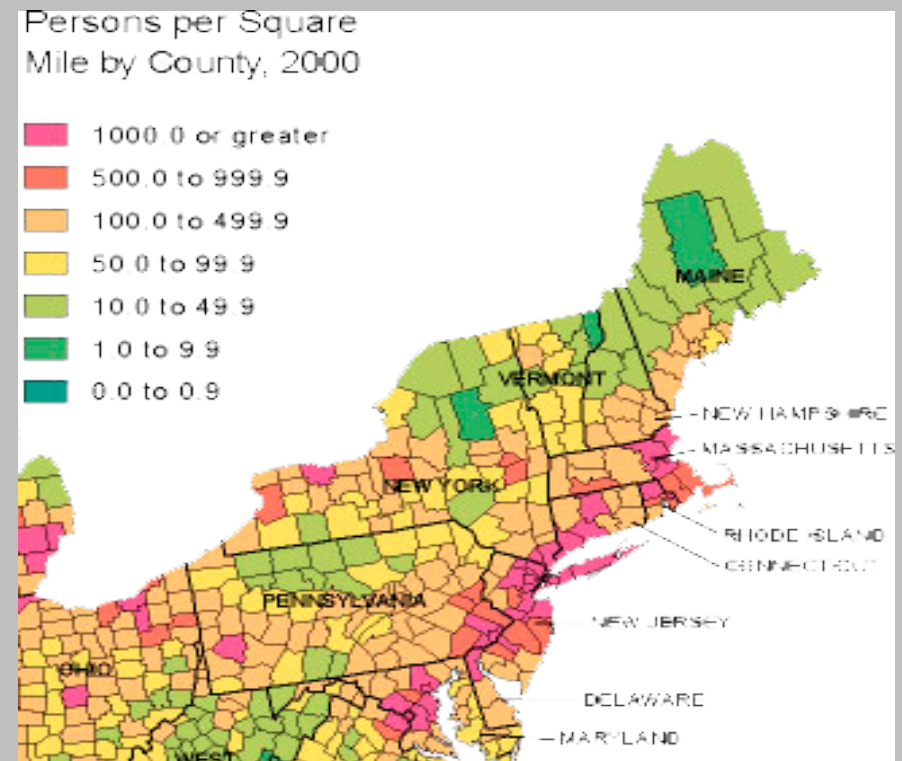 Persons per Square
Mile by County, 2000
1000.0 or greater
500.0 to 999.9
100.0 to 499.9
50.0 to 99.9
10.0 to 49.9
1.0 to 9.9
0.0 to 0.9
MAINE
VERMONT
NEW HAMPSHIRE
MASSACHUSETTS
NEW YORK
RHODE ISLAND
CONNECTICUT
PENNSYLVANIA
NEW JERSEY
OHIO
DELAWARE
MARYLAND
WEST